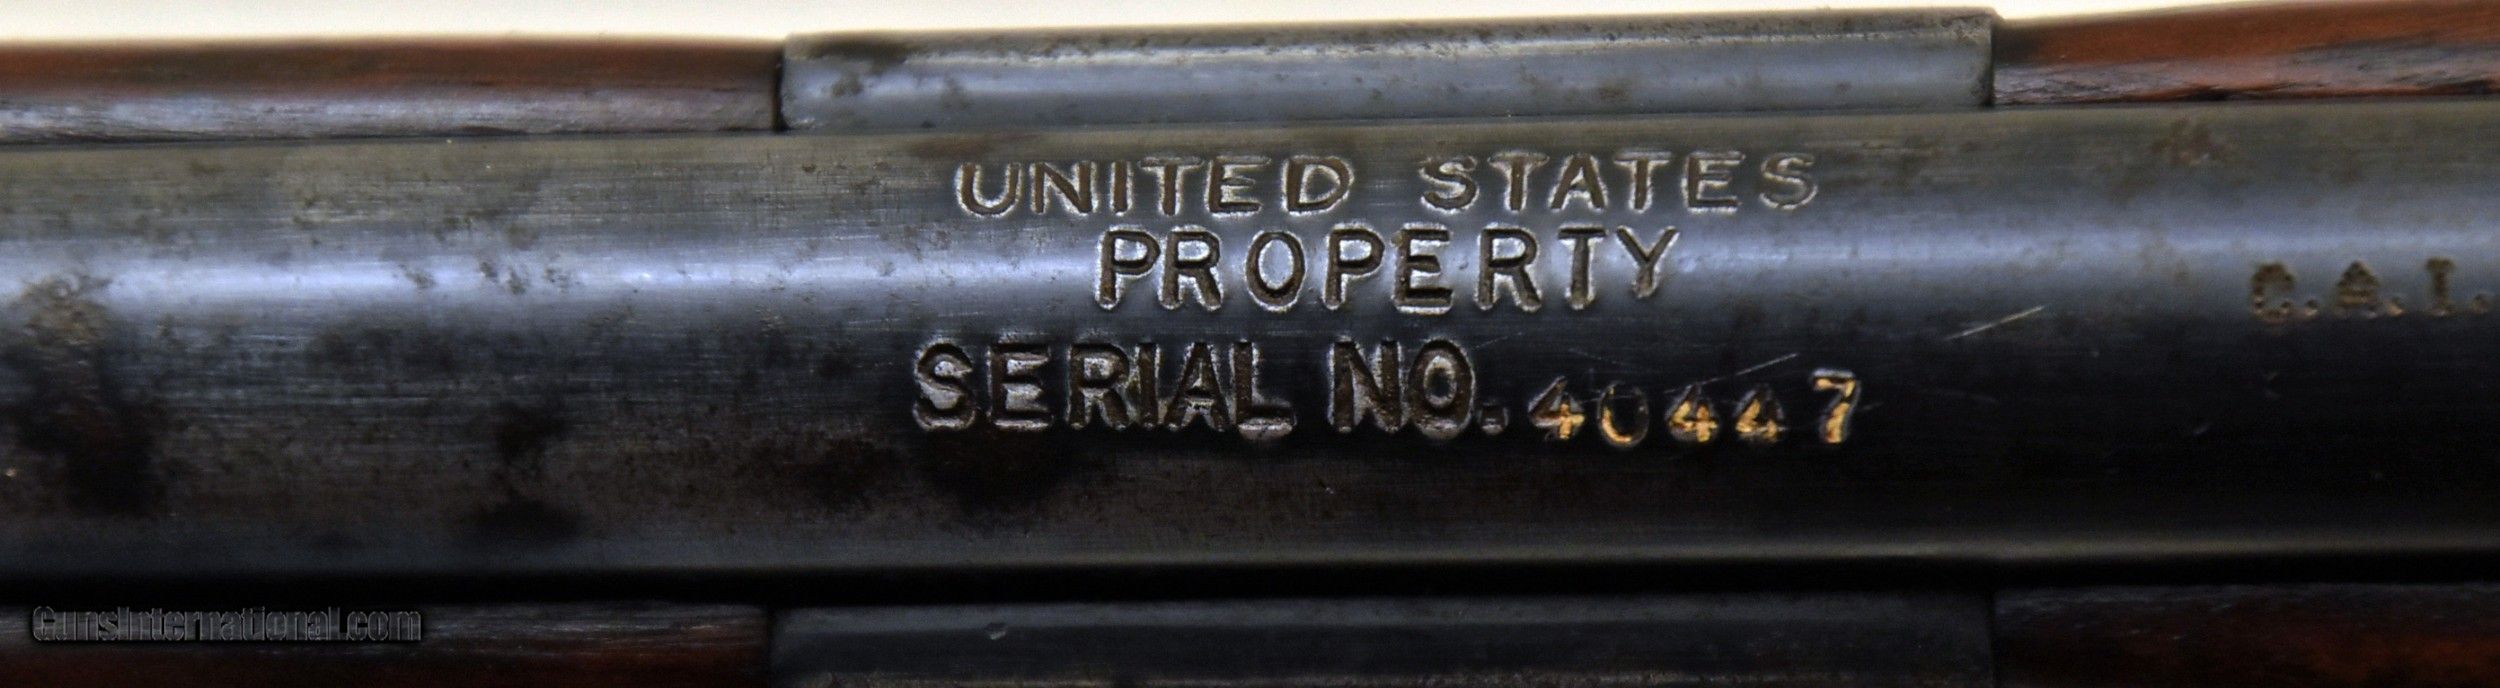 UNITED STATES
PROPERTY
SERIAL NO. 40447
C.A.I.
GunsInternational.com